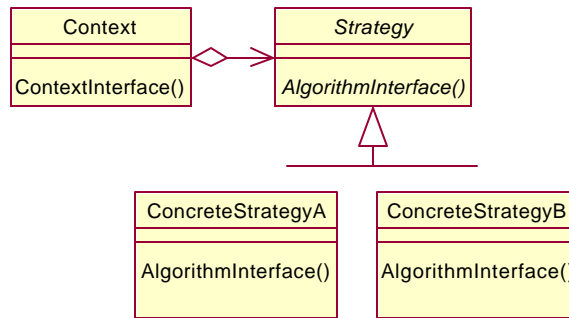 Context
Strategy
ContextInterface()
AlgorithmInterface()
ConcreteStrategyA
ConcreteStrategyB
AlgorithmInterface()
AlgorithmInterface()